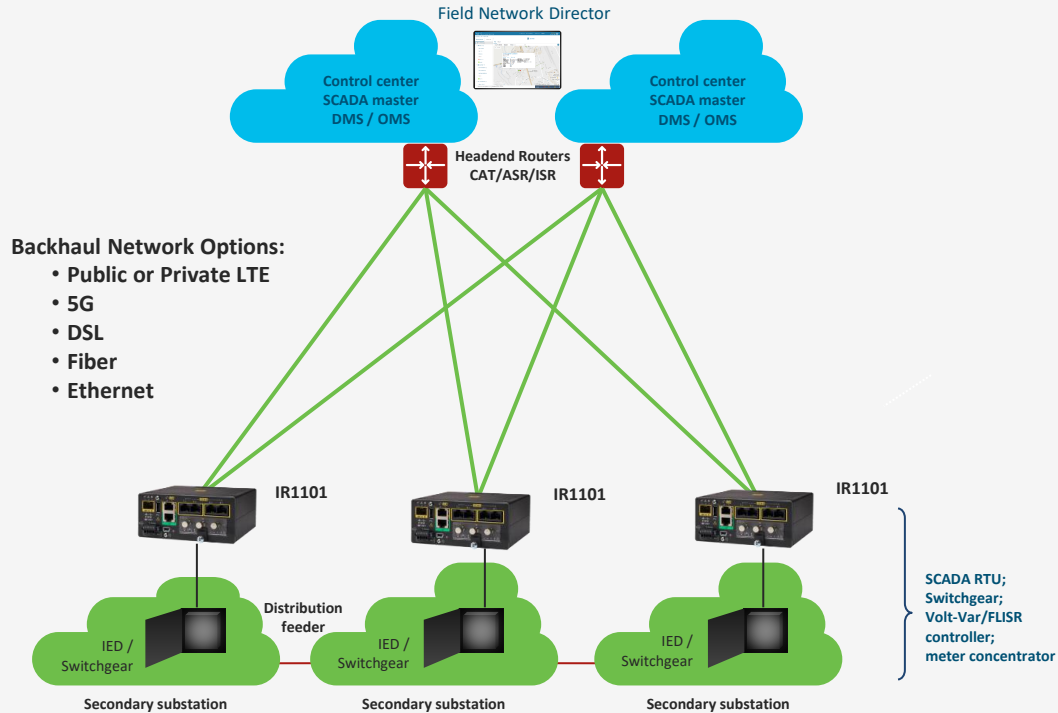 Field Network Director
Control center
SCADA master
DMS / OMS
Control center
SCADA master
DMS / OMS
Headend Routers
CAT/ASR/ISR
Backhaul Network Options:
• Public or Private LTE
• 5G
• DSL
• Fiber
• Ethernet
IR1101
IR1101
IR1101
Distribution
feeder
IED /
Switchgear
IED /
Switchgear
IED /
Switchgear
SCADA RTU;
Switchgear;
Volt-Var/FLISR
controller;
meter concentrator
Secondary substation
Secondary substation
Secondary substation